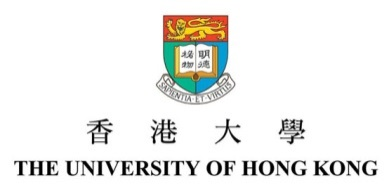 明德
格物
SAPIENTIA·ET·VIRTUS
香港大學
THE UNIVERSITY OF HONG KONG